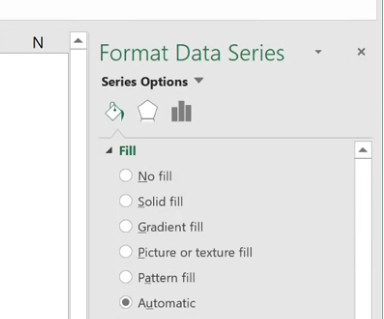 N
Format Data Series
Series Options
Fill
No fill
Solid fill
Gradient fill
Picture or texture fill
Pattern fill
Automatic